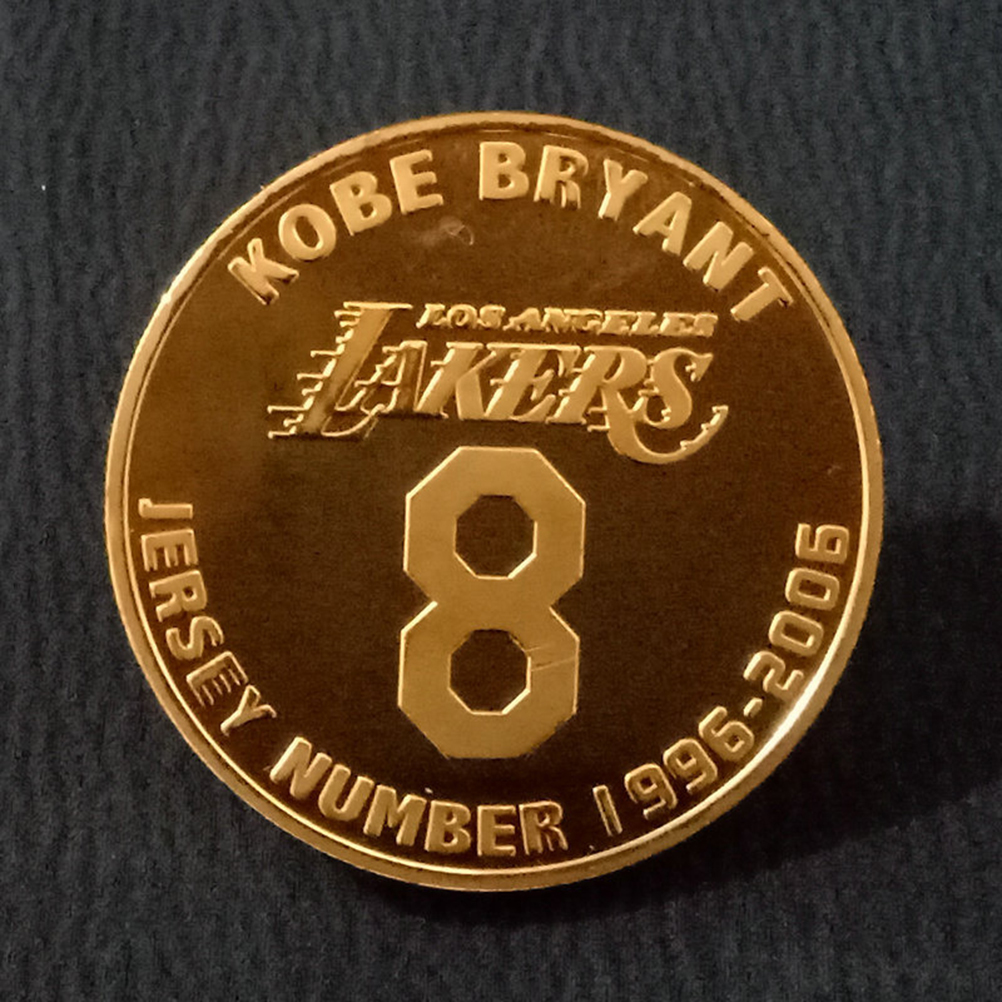 KOBE BRYANT
LOS ANGELES
LAKERS
8
JERSEY NUMBER 1996-2006